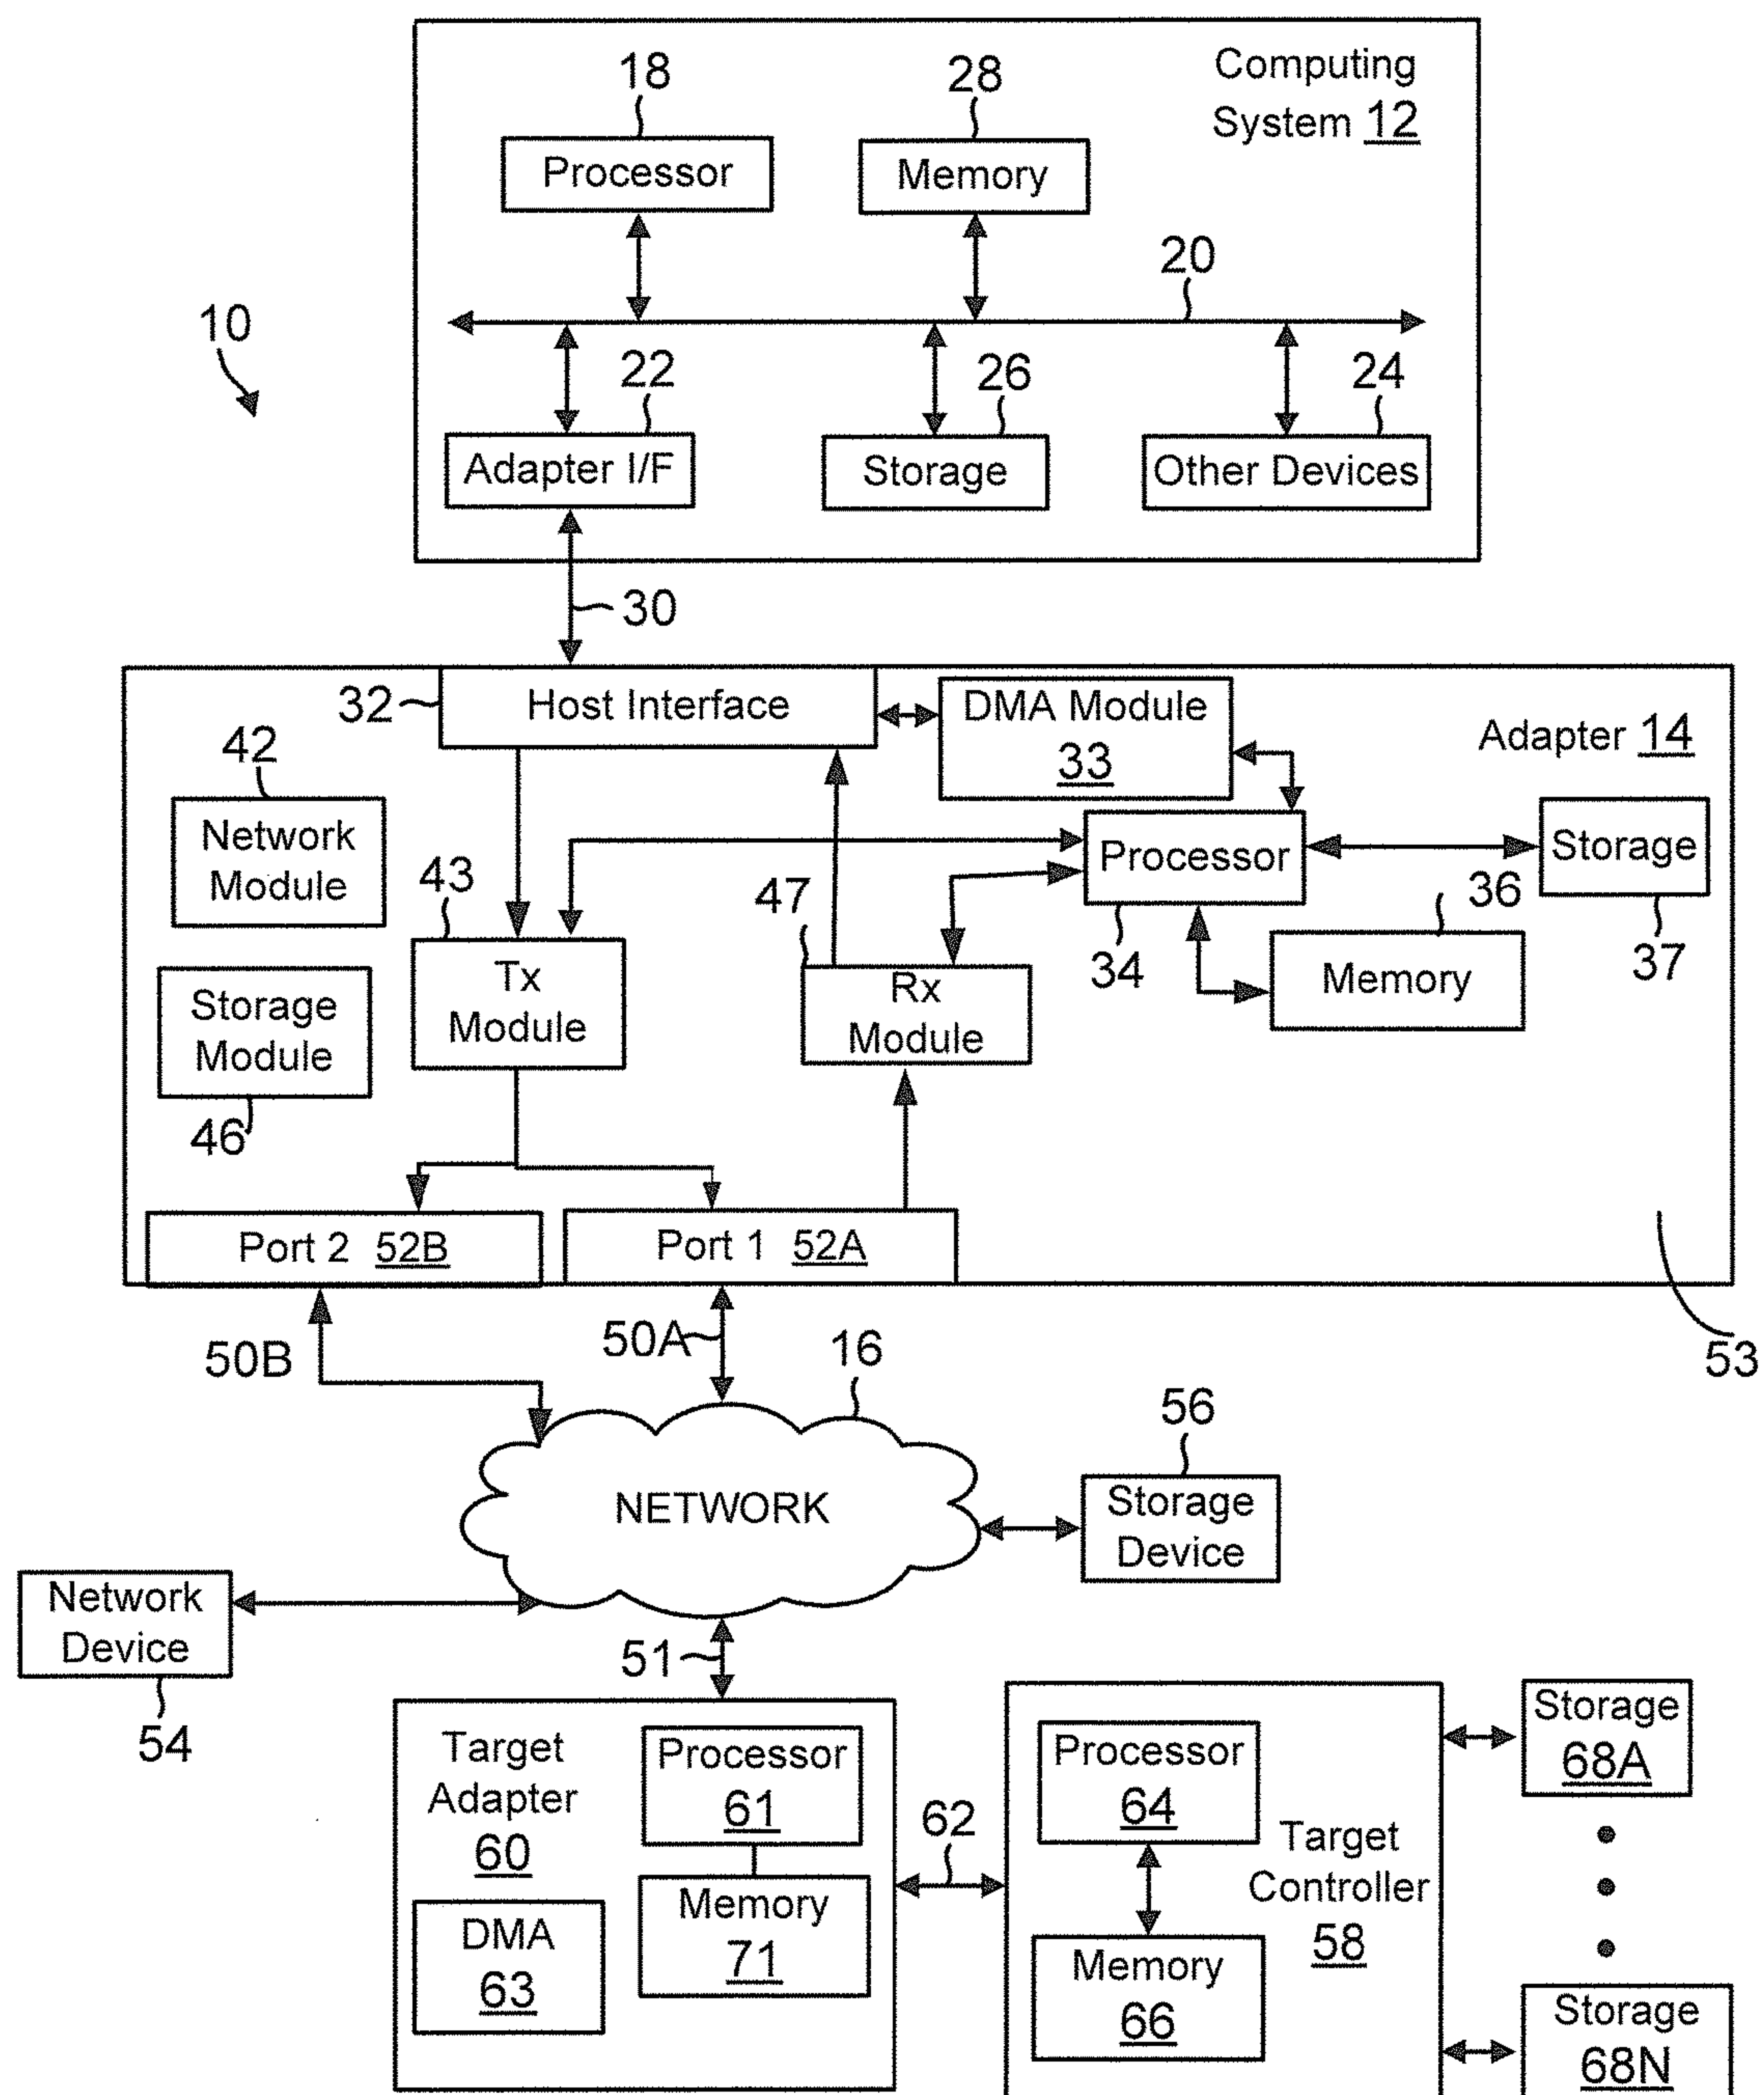 Computing
System 12
18
28
Processor
Memory
20
10
22
26
24
Adapter I/F
Storage
Other Devices
30
32
Host Interface
DMA Module
33
Adapter 14
42
Network
Module
Processor
Storage
43
47
36
34
37
Tx
Module
Rx
Module
Memory
Storage
Module
46
Port 2 52B
Port 1 52A
50B
50A
16
53
56
NETWORK
Storage
Device
Network
Device
54
51
Target
Adapter
60
Processor
61
Memory
71
DMA
63
62
Processor
64
Target
Controller
58
Memory
66
Storage
68A
Storage
68N